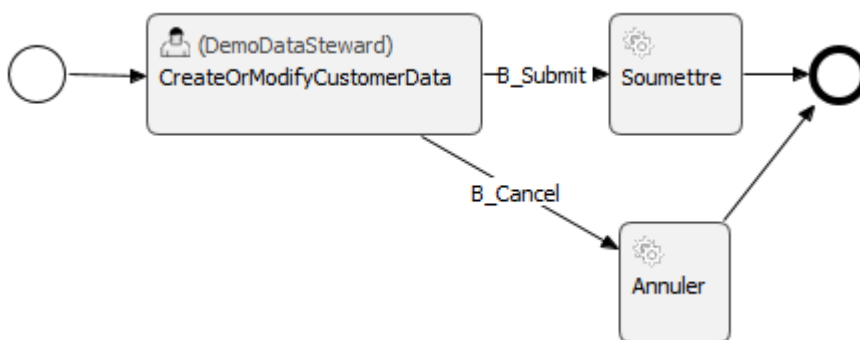 (DemoDataSteward)
CreateOrModifyCustomerData
B_Submit
Soumettre
B_Cancel
Annuler